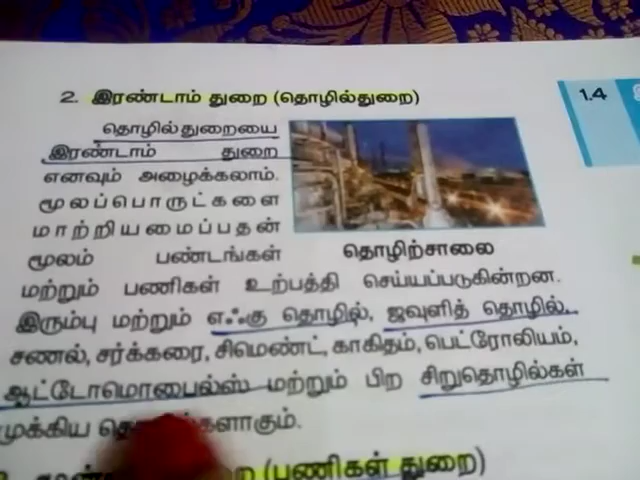 2. இரண்டாம் துறை (தொழில்துறை)
1.4
தொழில்துறையை
இரண்டாம் துறை
எனவும் அழைக்கலாம்.
மூலப்பொருட்களை
மாற்றியமைப்பதன்
மூலம் பண்டங்கள்
தொழிற்சாலை
மற்றும் பணிகள் உற்பத்தி செய்யப்படுகின்றன.
இரும்பு மற்றும் எஃகு தொழில், ஜவுளித் தொழில்,
சணல், சர்க்கரை, சிமெண்ட், காகிதம், பெட்ரோலியம்,
ஆட்டோமொபைல்ஸ் மற்றும் பிற சிறுதொழில்கள்
முக்கிய
(பணிகள் துறை)